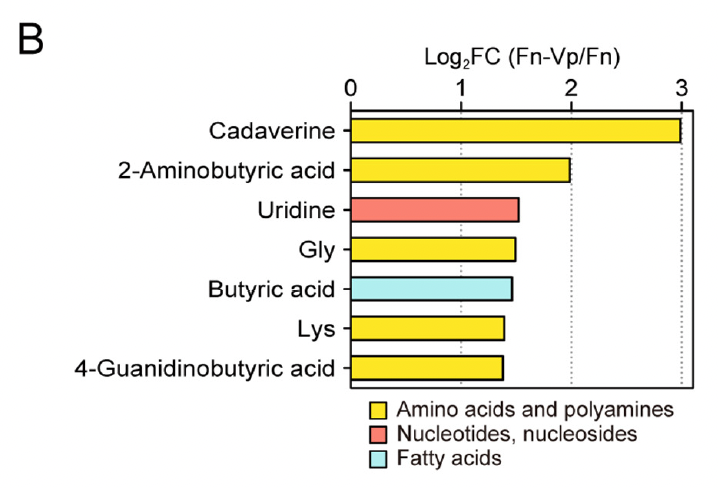 B
Log₂FC (Fn-Vp/Fn)
0 1 2 3
Cadaverine
2-Aminobutyric acid
Uridine
Gly
Butyric acid
Lys
4-Guanidinobutyric acid
Amino acids and polyamines
Nucleotides, nucleosides
Fatty acids